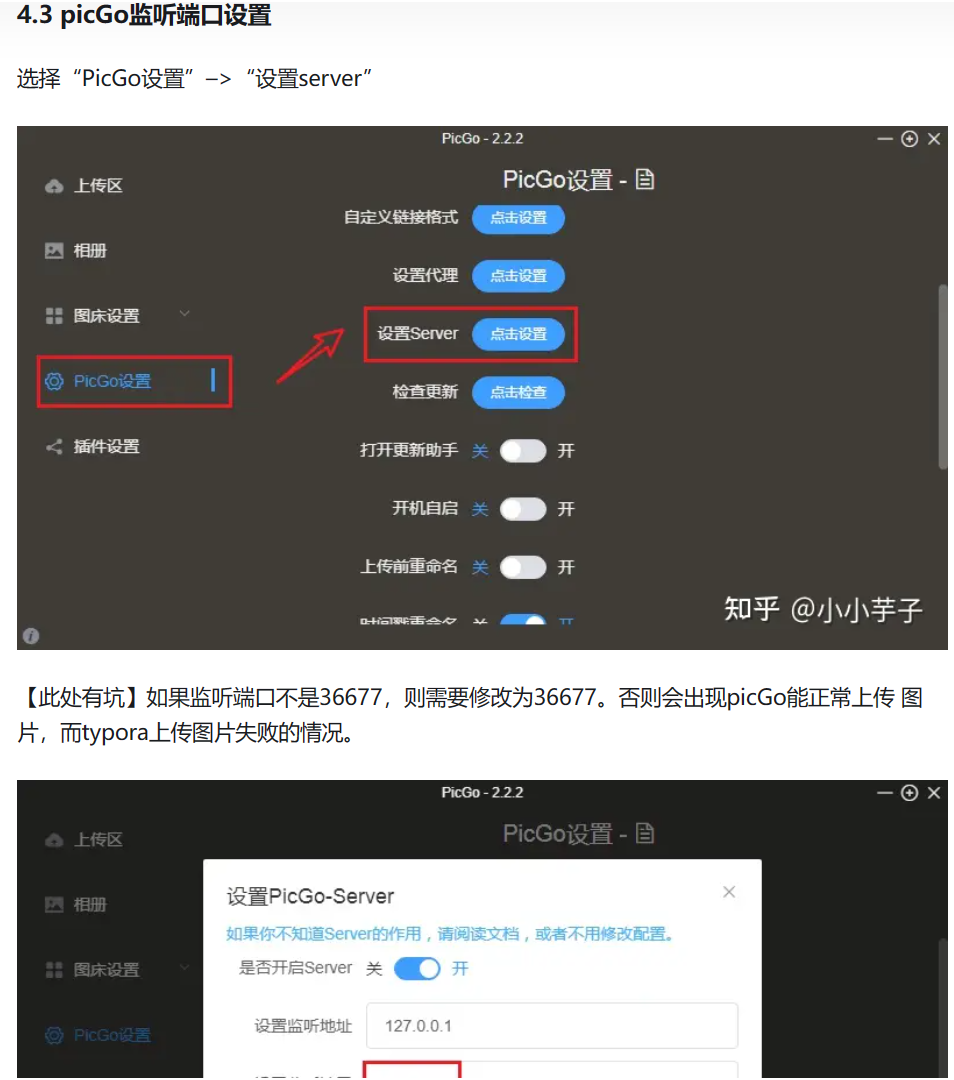 4.3 picGo监听端口设置
选择“PicGo设置”–>“设置server”
PicGo - 2.2.2
PicGo设置 -
上传区
相册
图床设置
PicGo设置
插件设置
自定义链接格式 点击设置
设置代理 点击设置
设置Server 点击设置
检查更新 点击检查
打开更新助手 关 开
开机自启 关 开
上传前重命名 关 开
时间戳重命名 关 开
知乎 @小小芋子
【此处有坑】如果监听端口不是36677，则需要修改为36677。否则会出现picGo能正常上传 图
片，而typora上传图片失败的情况。
PicGo - 2.2.2
PicGo设置 -
上传区
相册
图床设置
PicGo设置
设置PicGo-Server
如果你不知道Server的作用，请阅读文档，或者不用修改配置。
是否开启Server 关 开
设置监听地址 127.0.0.1